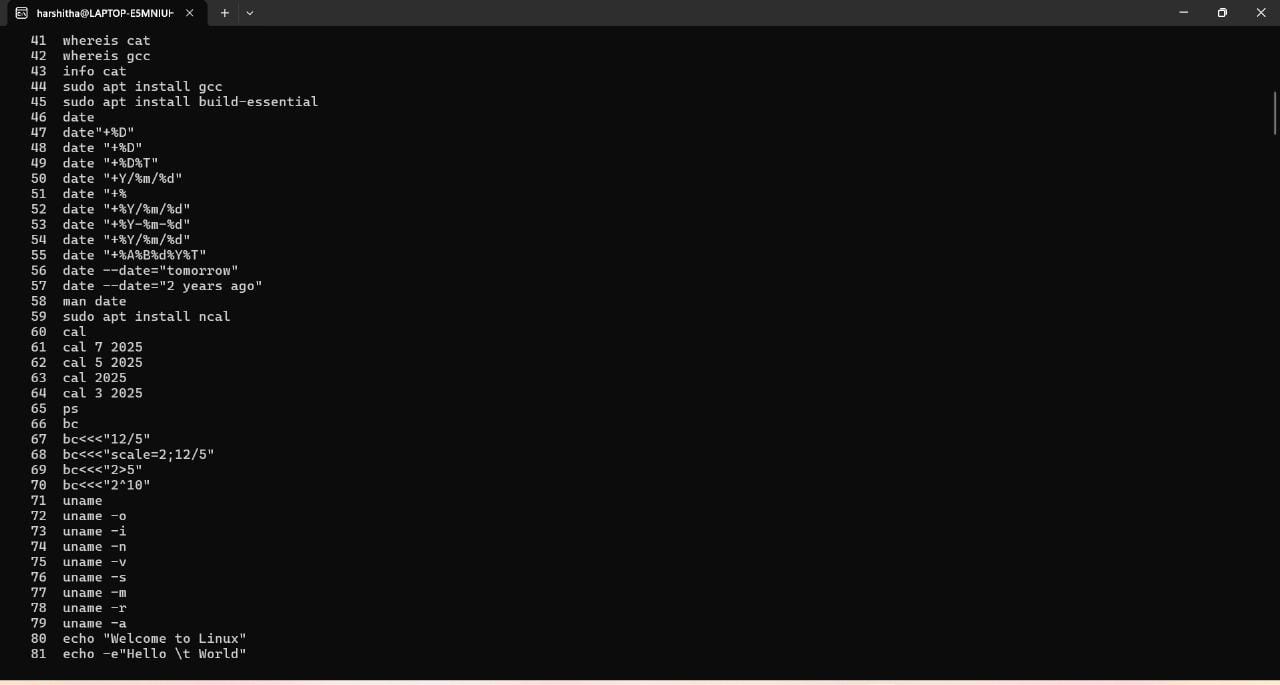 harshitha@LAPTOP-E5MNIUH
41 whereis cat
42 whereis gcc
43 info cat
44 sudo apt install gcc
45 sudo apt install build-essential
46 date
47 date"+%D"
48 date "+%D"
49 date "+%D%T"
50 date "+Y/%m/%d"
51 date "+%
52 date "+%Y/%m/%d"
53 date "+%Y-%m-%d"
54 date "+%Y/%m/%d"
55 date "+%A%B%d%Y%T"
56 date --date="tomorrow"
57 date --date="2 years ago"
58 man date
59 sudo apt install ncal
60 cal
61 cal 7 2025
62 cal 5 2025
63 cal 2025
64 cal 3 2025
65 ps
66 bc
67 bc<<<"12/5"
68 bc<<<"scale=2;12/5"
69 bc<<<"2>5"
70 bc<<<"2^10"
71 uname
72 uname -o
73 uname -i
74 uname -n
75 uname -v
76 uname -s
77 uname -m
78 uname -r
79 uname -a
80 echo "Welcome to Linux"
81 echo -e"Hello \t World"